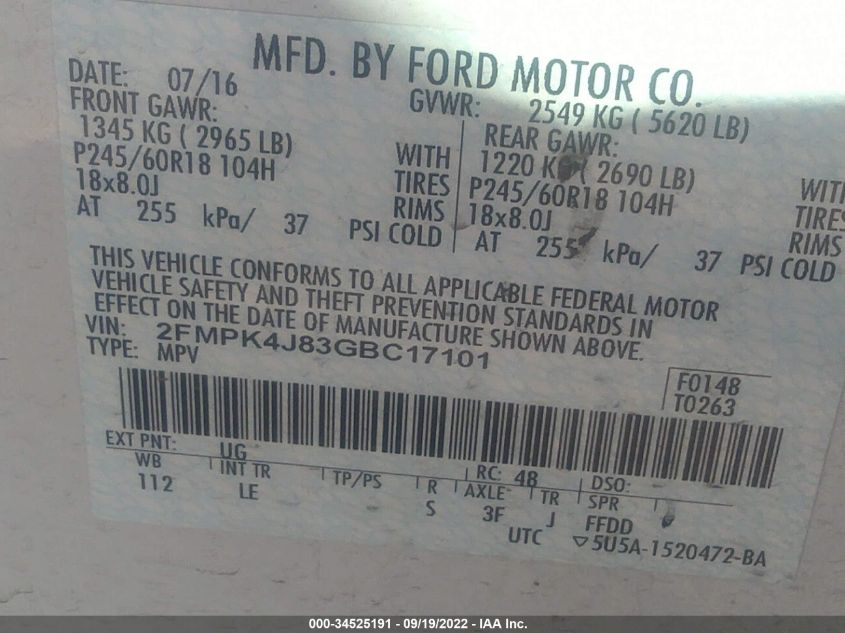 MFD. BY FORD MOTOR CO.
DATE: 07/16
GVWR: 2549 KG ( 5620 LB)
FRONT GAWR:
1345 KG ( 2965 LB)
P245/60R18 104H
18x8.0J
AT 255 kPa/ 37 PSI COLD
WITH
TIRES
RIMS
REAR GAWR:
1220 KG ( 2690 LB)
P245/60R18 104H
18x8.0J
AT 255 kPa/ 37 PSI COLD
WITH
TIRES
RIMS
THIS VEHICLE CONFORMS TO ALL APPLICABLE FEDERAL MOTOR
VEHICLE SAFETY AND THEFT PREVENTION STANDARDS IN
EFFECT ON THE DATE OF MANUFACTURE SHOWN ABOVE.
VIN: 2FMPK4J83GBC17101
TYPE: MPV
F0148
T0263
EXT PNT: UG RC: 48 DSO:
WB INT TR TP/PS R AXLE TR SPR
112 LE S 3F J FFDD
UTC ▽5U5A-1520472-BA
000-34525191 - 09/19/2022 - IAA Inc.